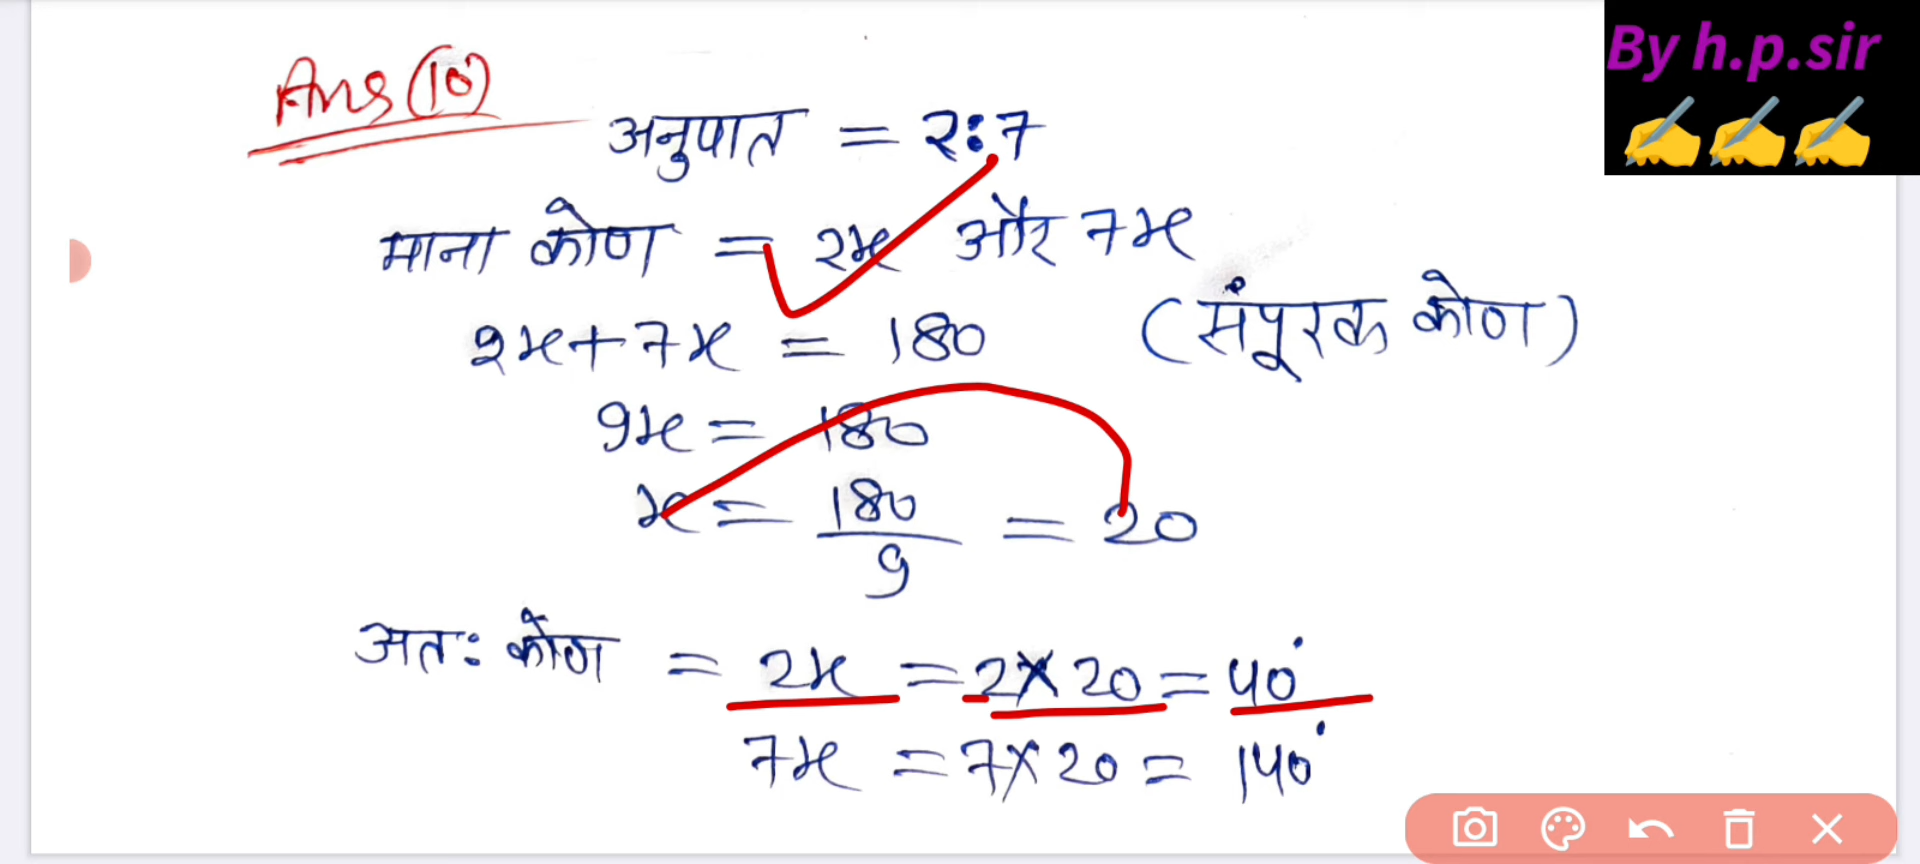 By h.p.sir
Ans (10)
अनुपात = 2:7
माना कोण = 2x और 7x
2x+7x = 180 (संपूरक कोण)
9x = 180
x = 180/9 = 20
अतः कोण = 2x = 2×20 = 40°
7x = 7×20 = 140°